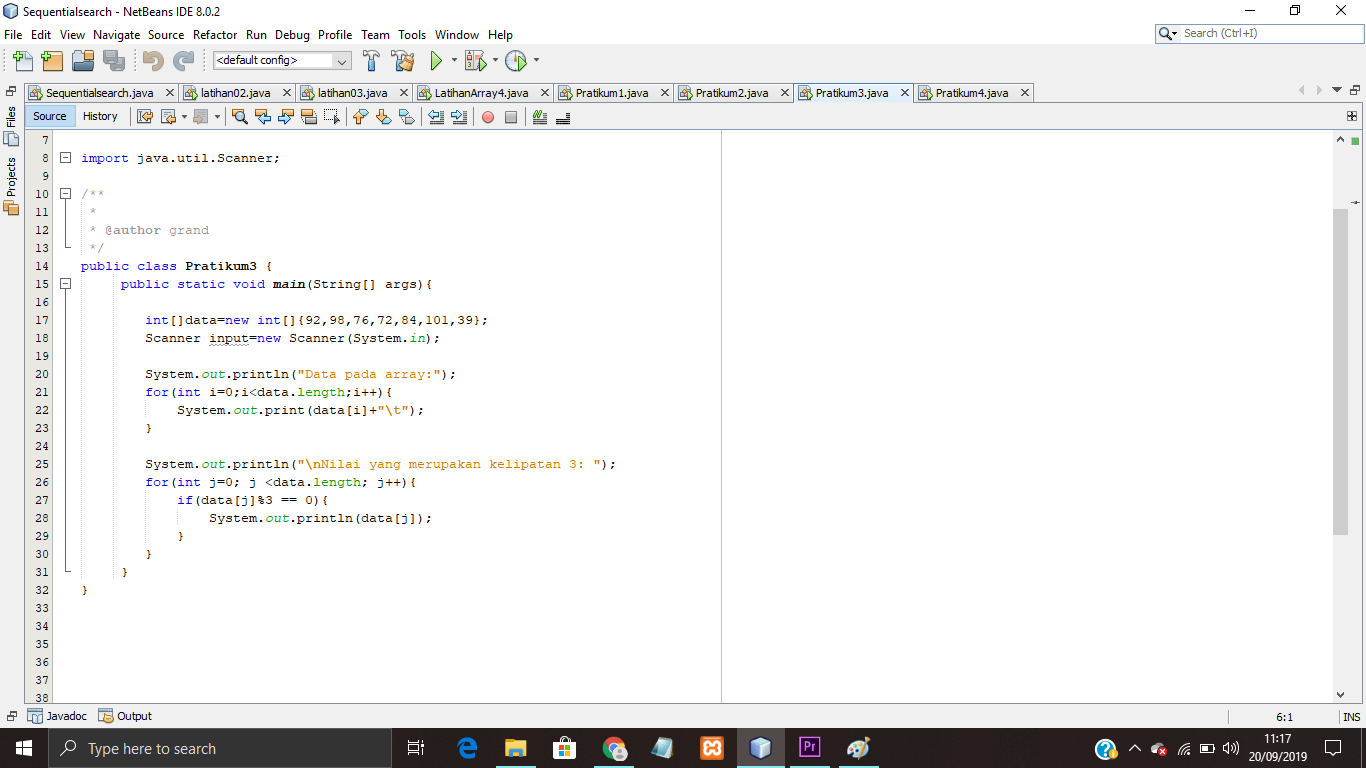 Sequentialsearch - NetBeans IDE 8.0.2
File Edit View Navigate Source Refactor Run Debug Profile Team Tools Window Help
Search (Ctrl+I)
<default config>
Sequentialsearch.java latihan02.java latihan03.java LatihanArray4.java Pratikum1.java Pratikum2.java Pratikum3.java Pratikum4.java
Files
Projects
Source History
7
8 import java.util.Scanner;
9
10 /**
11 *
12 * @author grand
13 */
14 public class Pratikum3 {
15 public static void main(String[] args){
16
17 int[]data=new int[]{92,98,76,72,84,101,39};
18 Scanner input=new Scanner(System.in);
19
20 System.out.println("Data pada array:");
21 for(int i=0;i<data.length;i++){
22 System.out.print(data[i]+"\t");
23 }
24
25 System.out.println("\nNilai yang merupakan kelipatan 3: ");
26 for(int j=0; j <data.length; j++){
27 if(data[j]%3 == 0){
28 System.out.println(data[j]);
29 }
30 }
31 }
32 }
33
34
35
36
37
38
Javadoc Output
6:1 INS
Type here to search
Pr
11:17
20/09/2019